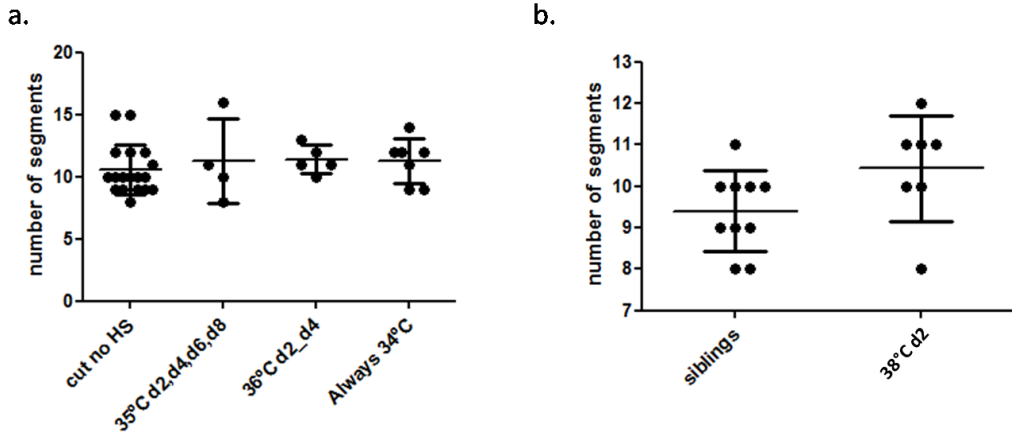 a.
20
15
10
5
0
number of segments
cut no HS
35ºC d2,d4,d6,d8
36ºC d2_d4
Always 34ºC
b.
13
12
11
10
9
8
7
number of segments
siblings
38°C d2